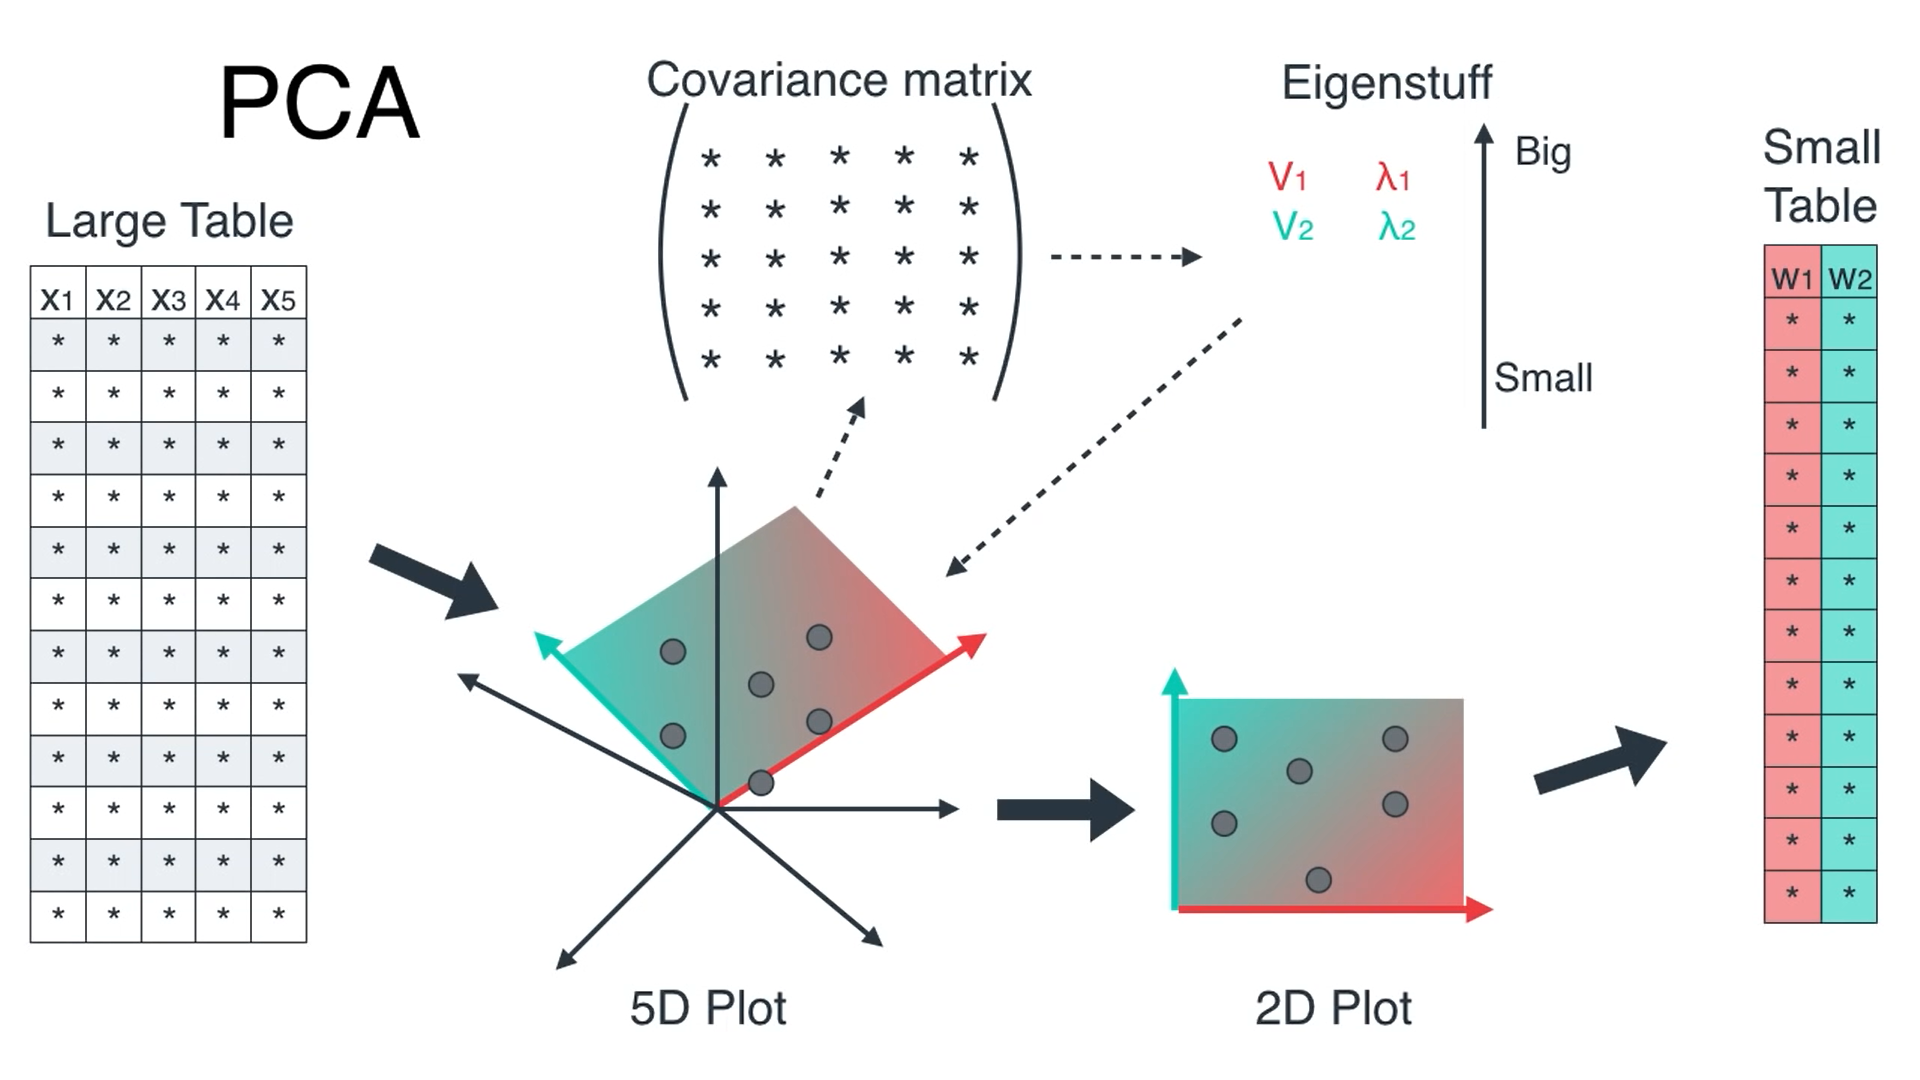 PCA
Large Table
X1 X2 X3 X4 X5
* * * * *
* * * * *
* * * * *
* * * * *
* * * * *
* * * * *
* * * * *
* * * * *
* * * * *
* * * * *
* * * * *
* * * * *
Covariance matrix
* * * * *
* * * * *
* * * * *
* * * * *
* * * * *
Eigenstuff
V1 λ1
V2 λ2
Big
Small
5D Plot
2D Plot
Small
Table
W1 W2
* *
* *
* *
* *
* *
* *
* *
* *
* *
* *
* *
* *